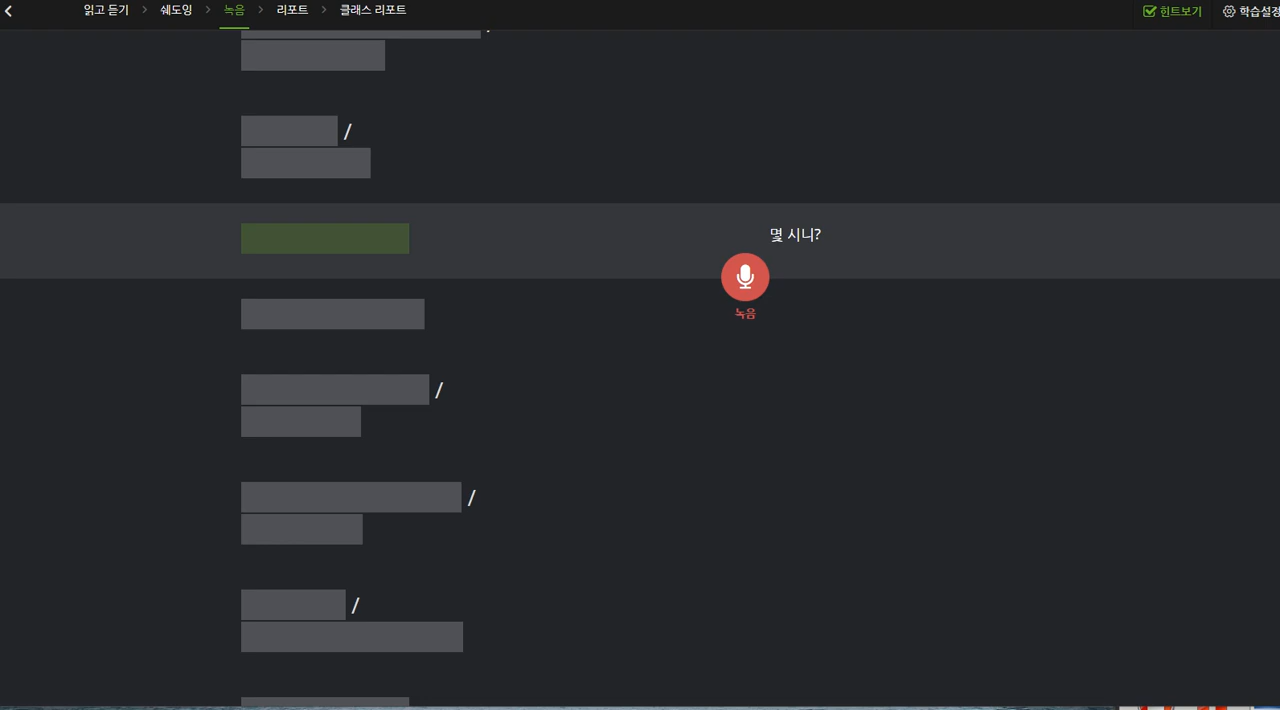 읽고 듣기 > 쉐도잉 > 녹음 > 리포트 > 클래스 리포트
힌트보기
학습설정
/
몇 시니?
녹음
/
/
/